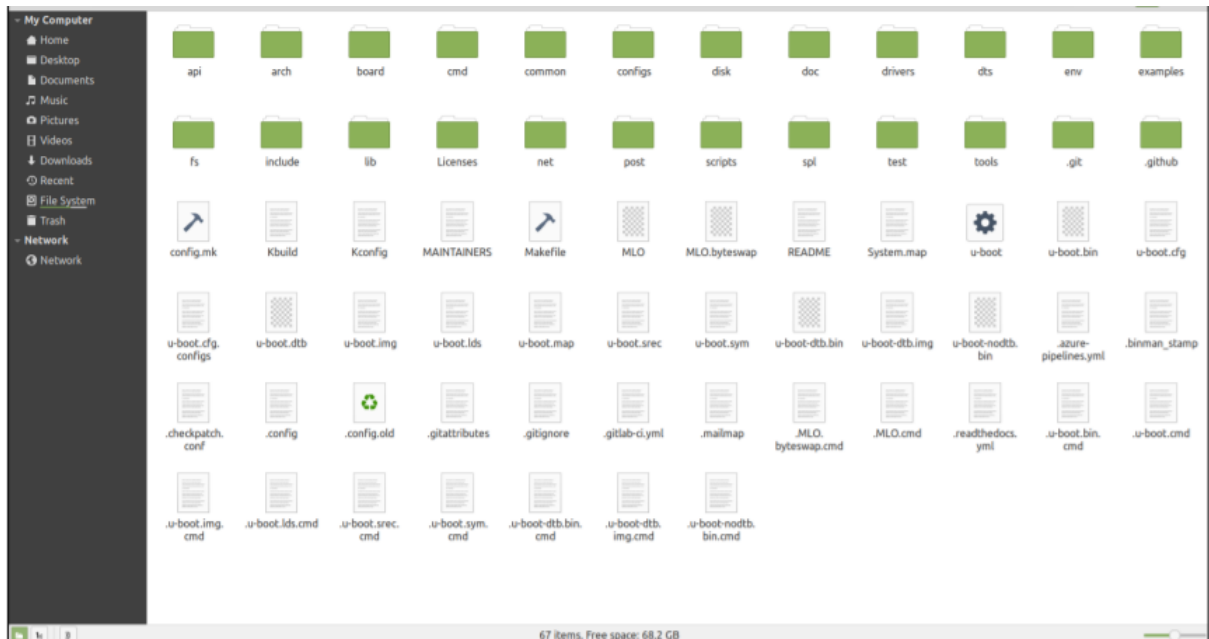 My Computer
Home
Desktop
Documents
Music
Pictures
Videos
Downloads
Recent
File System
Trash
Network
Network
api arch board cmd common configs disk doc drivers dts env examples
fs include lib Licenses net post scripts spl test tools .git .github
config.mk Kbuild Kconfig MAINTAINERS Makefile MLO MLO.byteswap README System.map u-boot u-boot.bin u-boot.cfg
u-boot.cfg. u-boot.dtb u-boot.img u-boot.lds u-boot.map u-boot.srec u-boot.sym u-boot-dtb.bin u-boot-dtb.img u-boot-nodtb. .azure- .binman_stamp
configs bin pipelines.yml
.checkpatch. .config .config.old .gitattributes .gitignore .gitlab-ci.yml .mailmap .MLO. .MLO.cmd .readthedocs. .u-boot.bin. .u-boot.cmd
conf byteswap.cmd yml cmd
.u-boot.img. .u-boot.lds.cmd .u-boot.srec. .u-boot.sym. .u-boot-dtb.bin. .u-boot-dtb. .u-boot-nodtb.
cmd cmd cmd cmd img.cmd bin.cmd
67 items, Free space: 68.2 GB